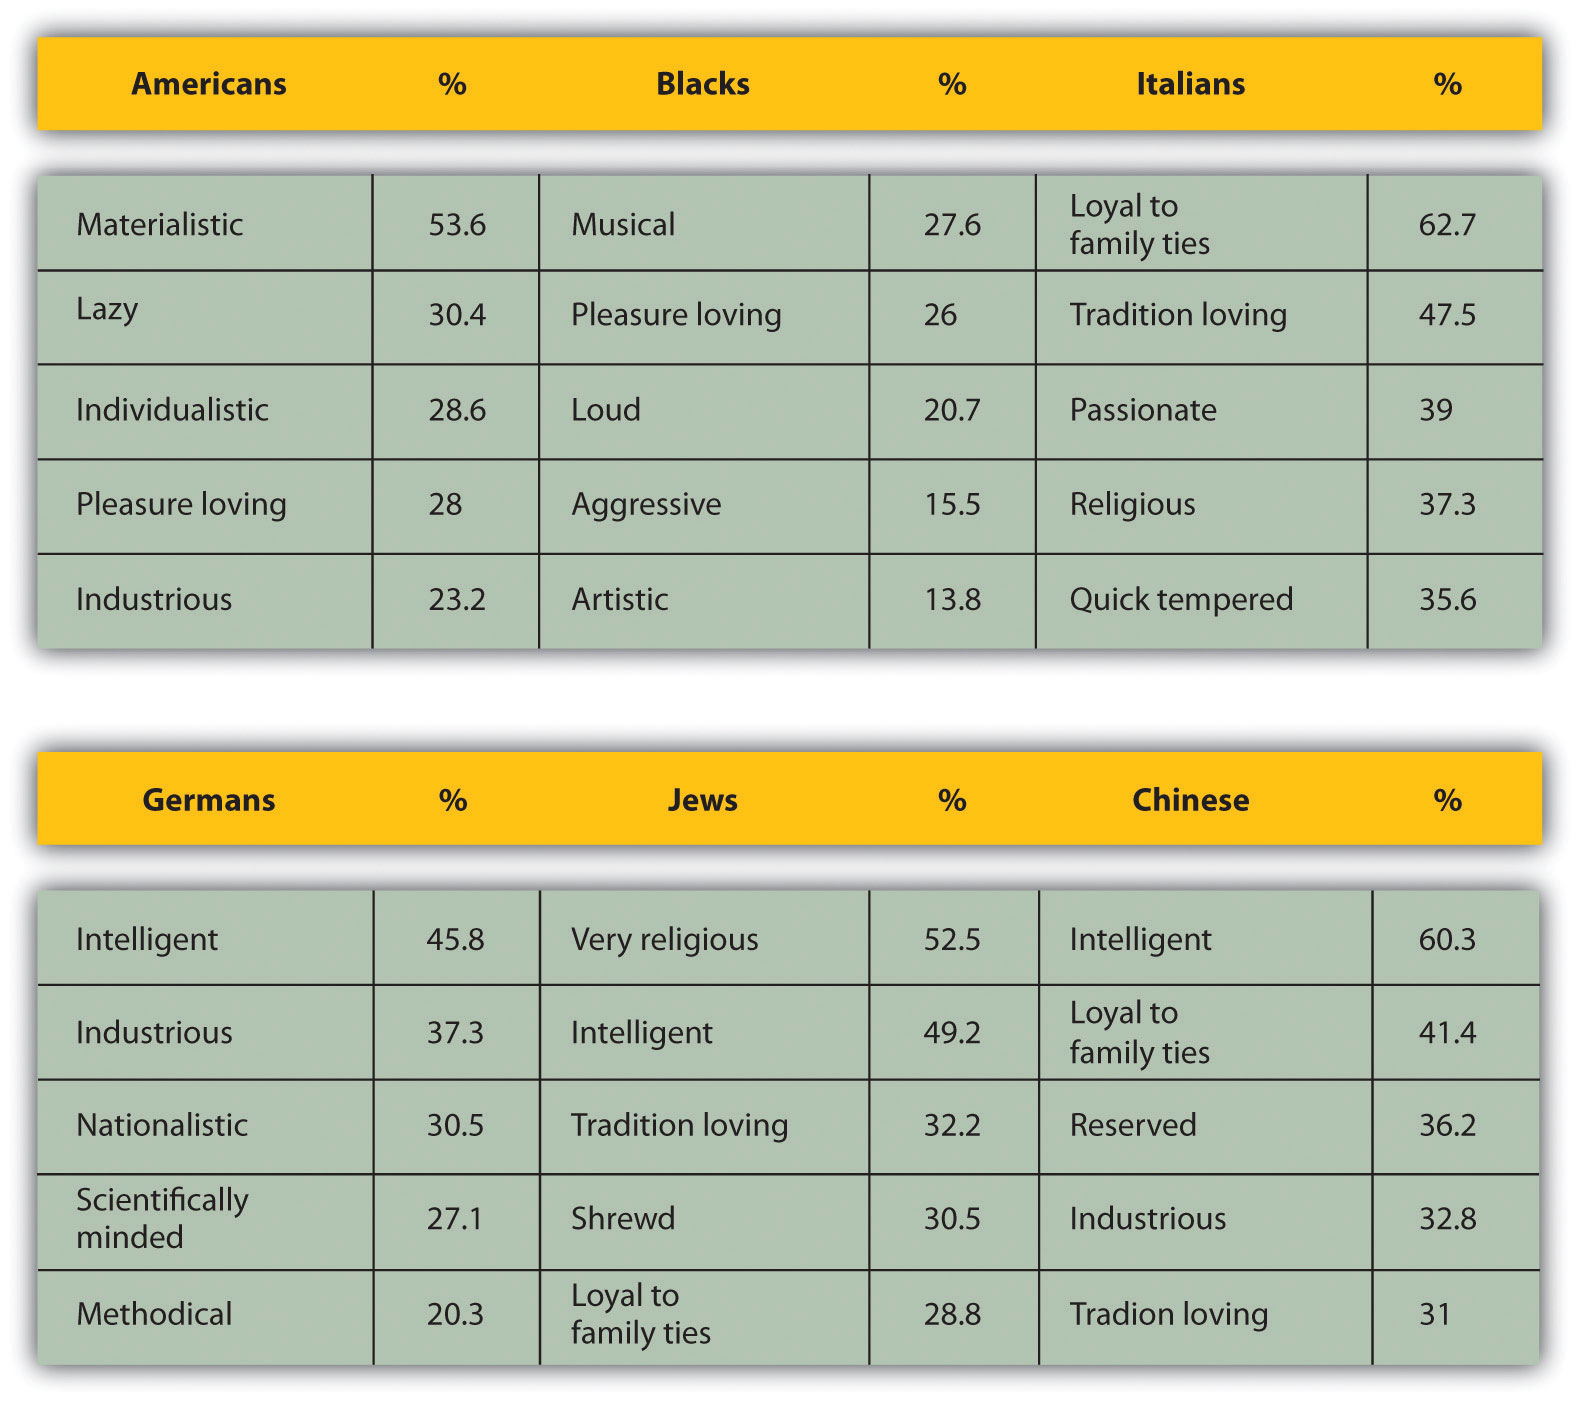 Americans % Blacks % Italians %
Materialistic 53.6 Musical 27.6 Loyal to
family ties 62.7
Lazy 30.4 Pleasure loving 26 Tradition loving 47.5
Individualistic 28.6 Loud 20.7 Passionate 39
Pleasure loving 28 Aggressive 15.5 Religious 37.3
Industrious 23.2 Artistic 13.8 Quick tempered 35.6
Germans % Jews % Chinese %
Intelligent 45.8 Very religious 52.5 Intelligent 60.3
Industrious 37.3 Intelligent 49.2 Loyal to
family ties 41.4
Nationalistic 30.5 Tradition loving 32.2 Reserved 36.2
Scientifically
minded 27.1 Shrewd 30.5 Industrious 32.8
Methodical 20.3 Loyal to
family ties 28.8 Tradion loving 31